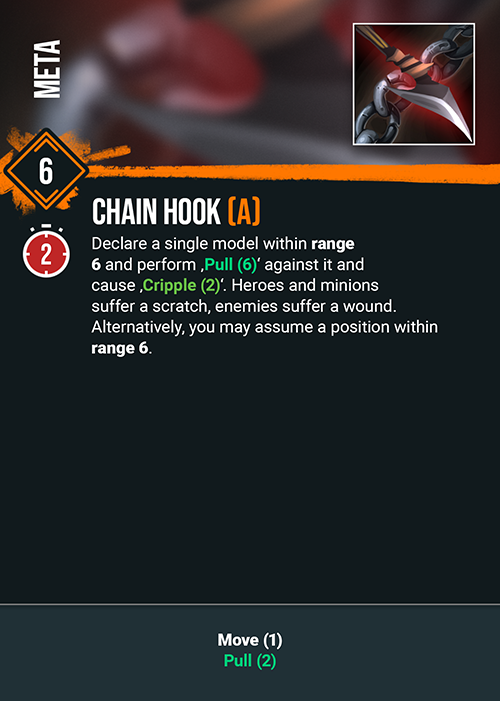 META
6
CHAIN HOOK (A)
2
Declare a single model within range
6 and perform ‚Pull (6)‘ against it and
cause ‚Cripple (2)‘. Heroes and minions
suffer a scratch, enemies suffer a wound.
Alternatively, you may assume a position within
range 6.
Move (1)
Pull (2)